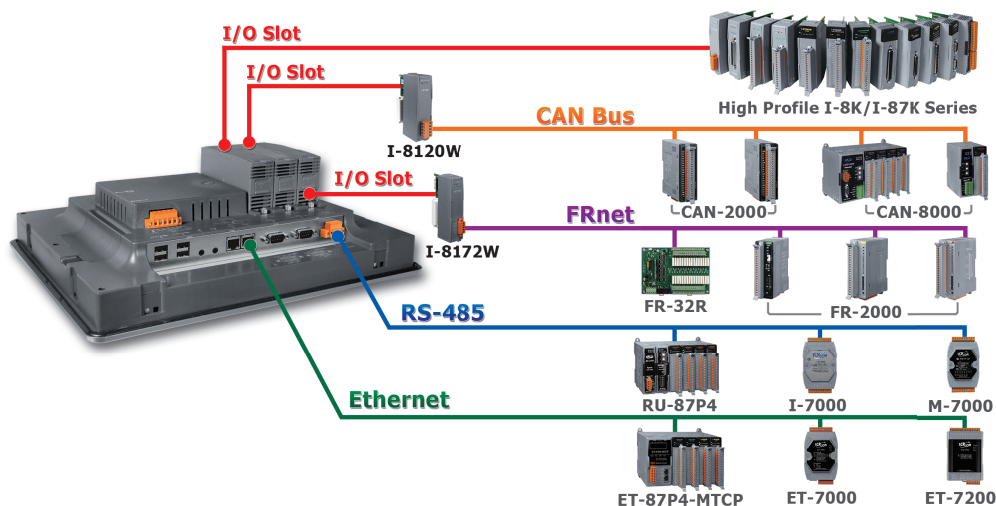 I/O Slot
I/O Slot
High Profile I-8K/I-87K Series
CAN Bus
I-8120W
I/O Slot
CAN-2000
CAN-8000
FRnet
I-8172W
FR-32R
FR-2000
RS-485
RU-87P4
I-7000
M-7000
Ethernet
ET-87P4-MTCP
ET-7000
ET-7200